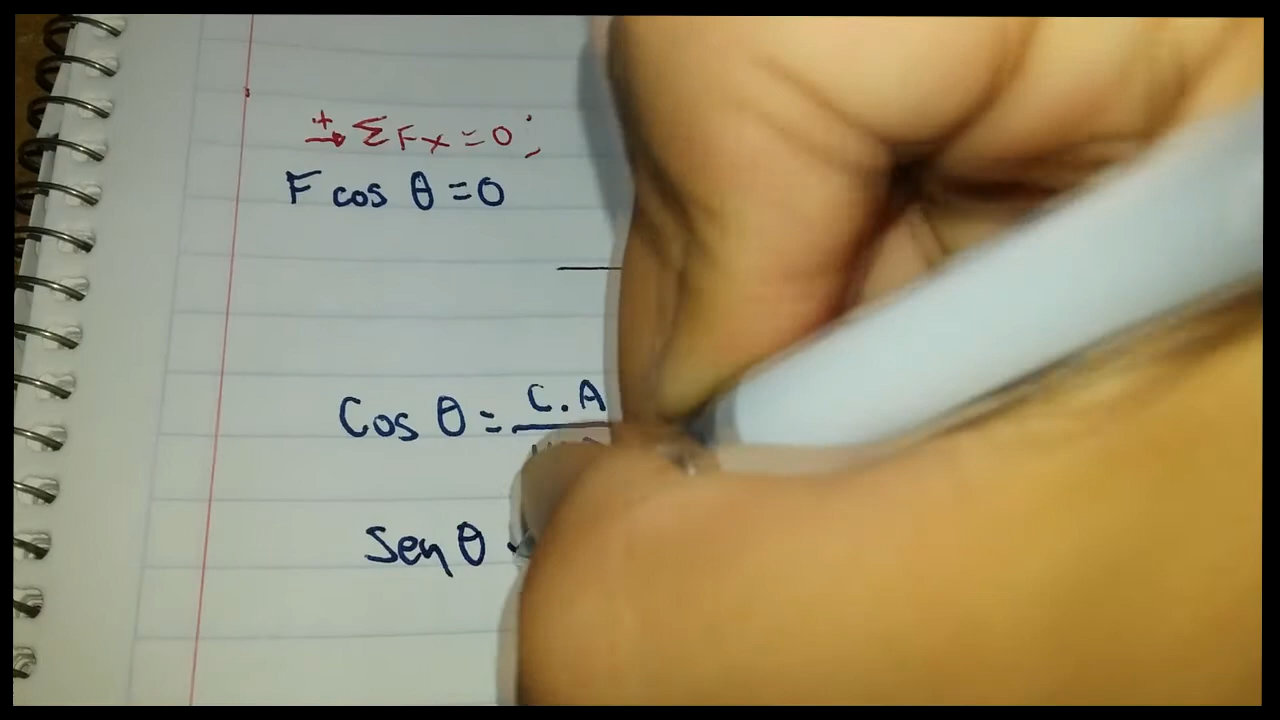 +→ ΣFx=0;
F cos θ=0
Cos θ= C.A
Sen θ